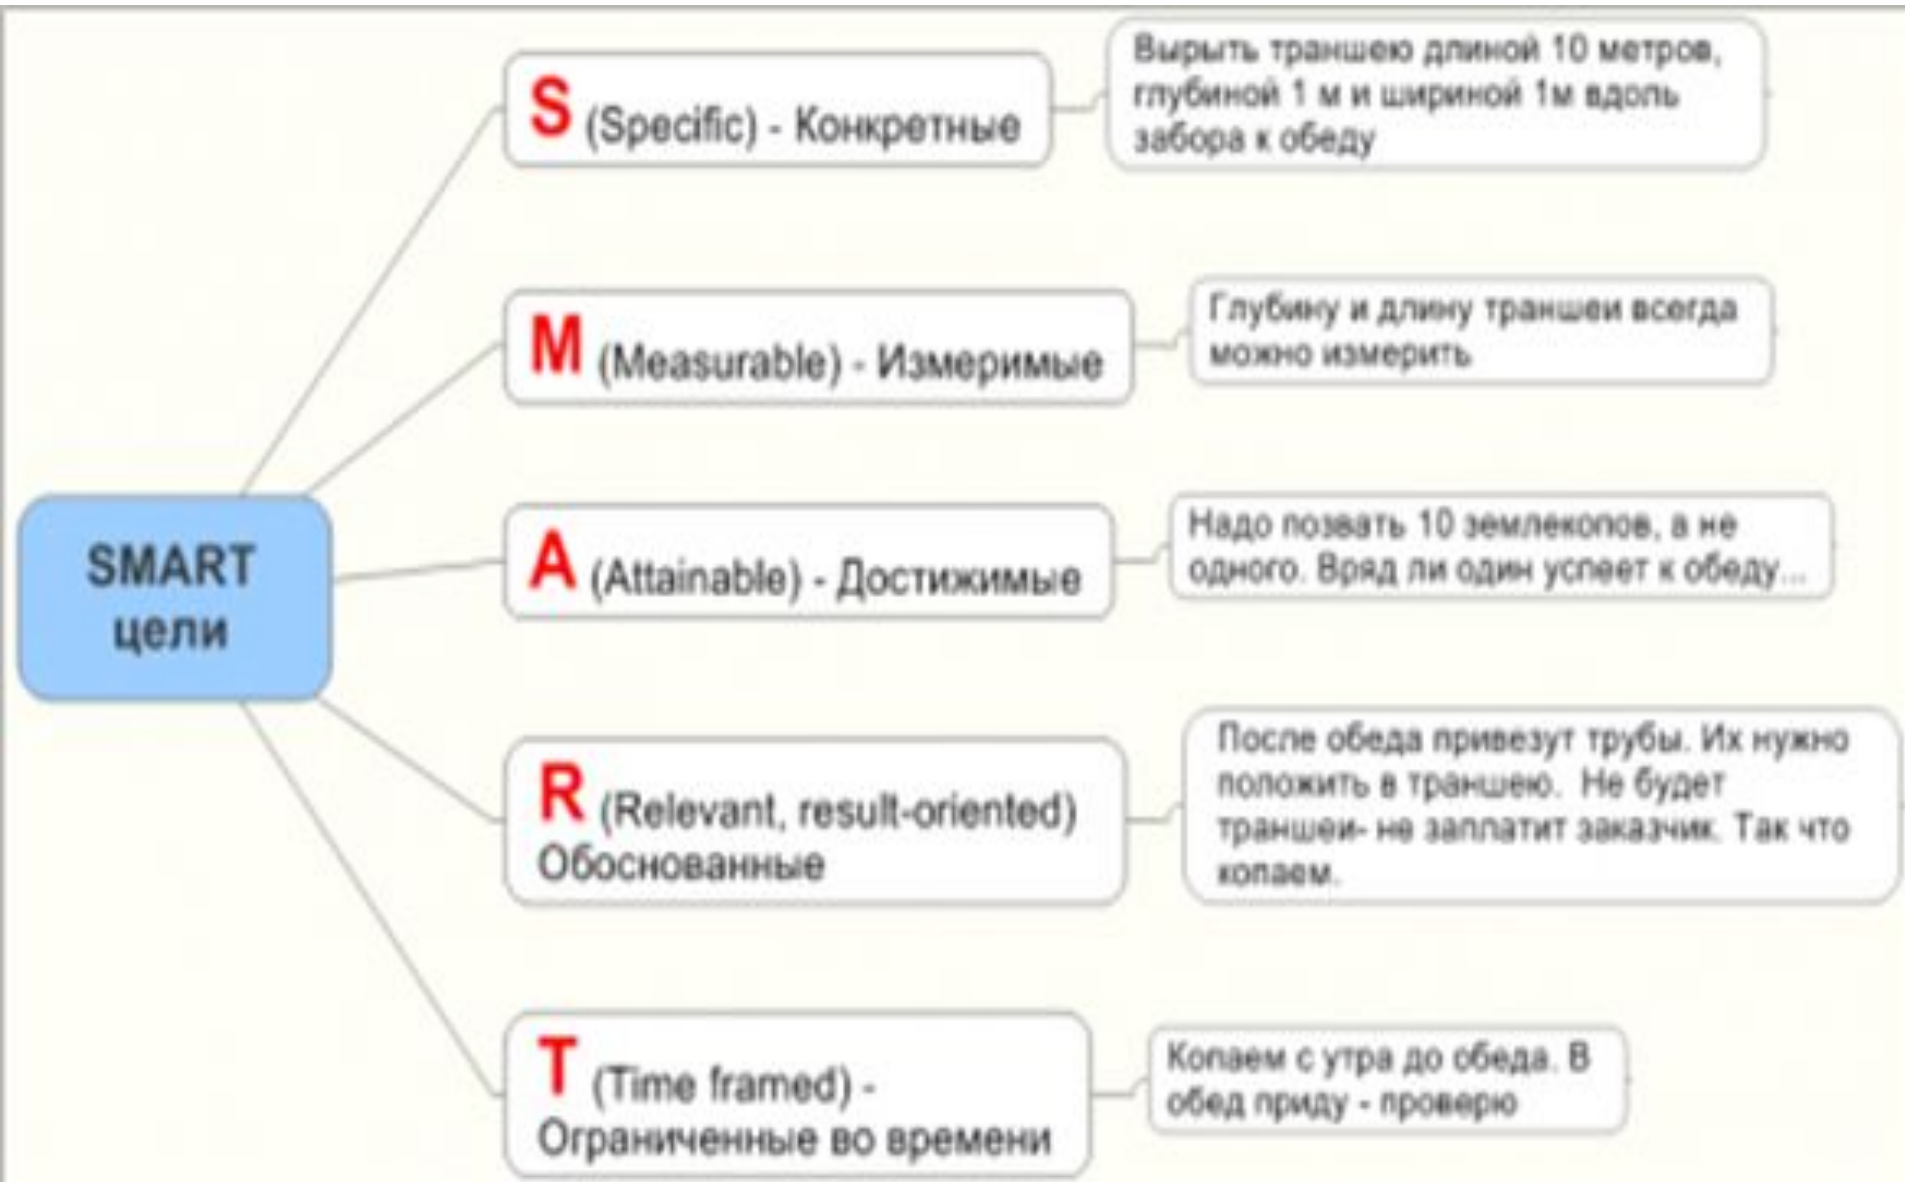 SMART
цели
S (Specific) - Конкретные
Вырыть траншею длиной 10 метров,
глубиной 1 м и шириной 1м вдоль
забора к обеду
M (Measurable) - Измеримые
Глубину и длину траншеи всегда
можно измерить
A (Attainable) - Достижимые
Надо позвать 10 землекопов, а не
одного. Вряд ли один успеет к обеду...
R (Relevant, result-oriented)
Обоснованные
После обеда привезут трубы. Их нужно
положить в траншею. Не будет
траншеи- не заплатит заказчик. Так что
копаем.
T (Time framed) -
Ограниченные во времени
Копаем с утра до обеда. В
обед приду - проверю